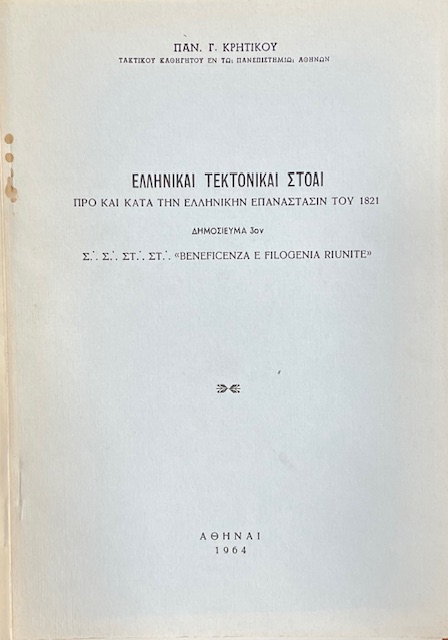 ΠΑΝ. Γ. ΚΡΗΤΙΚΟΥ
ΤΑΚΤΙΚΟΥ ΚΑΘΗΓΗΤΟΥ ΕΝ ΤΩι ΠΑΝΕΠΙΣΤΗΜΙΩι ΑΘΗΝΩΝ
ΕΛΛΗΝΙΚΑΙ ΤΕΚΤΟΝΙΚΑΙ ΣΤΟΑΙ
ΠΡΟ ΚΑΙ ΚΑΤΑ ΤΗΝ ΕΛΛΗΝΙΚΗΝ ΕΠΑΝΑΣΤΑΣΙΝ ΤΟΥ 1821
ΔΗΜΟΣΙΕΥΜΑ 3ον
Σ∴ Σ∴ ΣΤ∴ ΣΤ∴ «BENEFICENZA E FILOGENIA RIUNITE»
ΑΘΗΝΑΙ
1964